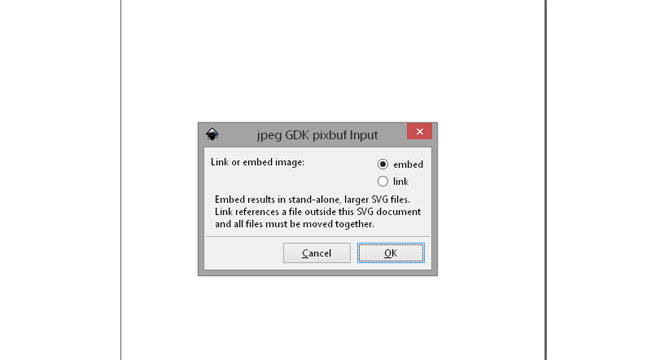 jpeg GDK pixbuf Input
Link or embed image:
embed
link
Embed results in stand-alone, larger SVG files.
Link references a file outside this SVG document
and all files must be moved together.
Cancel
OK